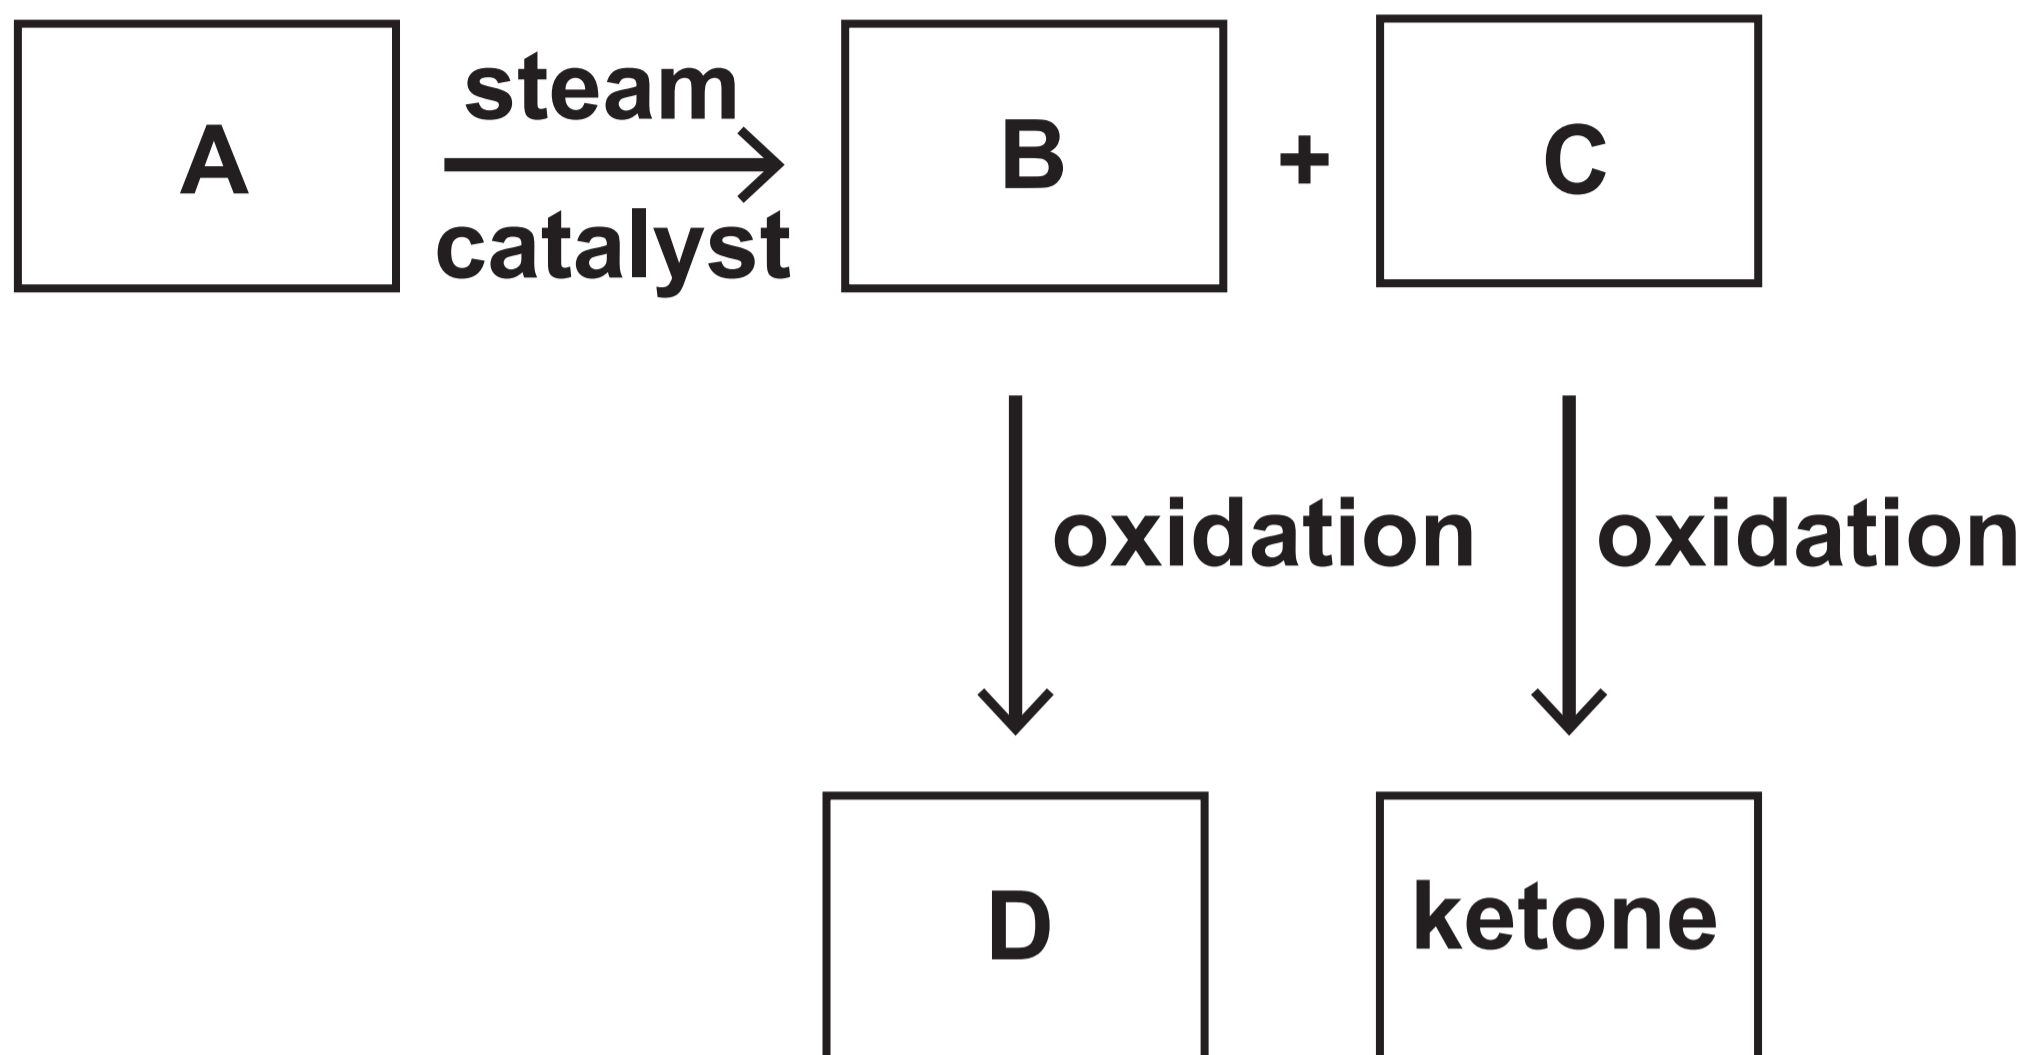 A
steam
catalyst
B
+
C
oxidation
oxidation
D
ketone